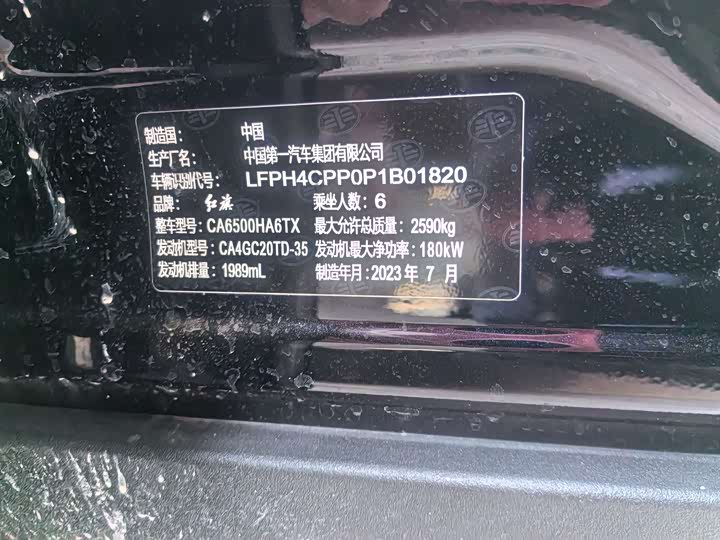 制造国： 中国
生产厂名： 中国第一汽车集团有限公司
车辆识别代号： LFPH4CPP0P1B01820
品牌： 红旗 乘坐人数：6
整车型号：CA6500HA6TX 最大允许总质量：2590kg
发动机型号：CA4GC20TD-35 发动机最大净功率：180kW
发动机排量：1989mL 制造年月：2023 年 7 月